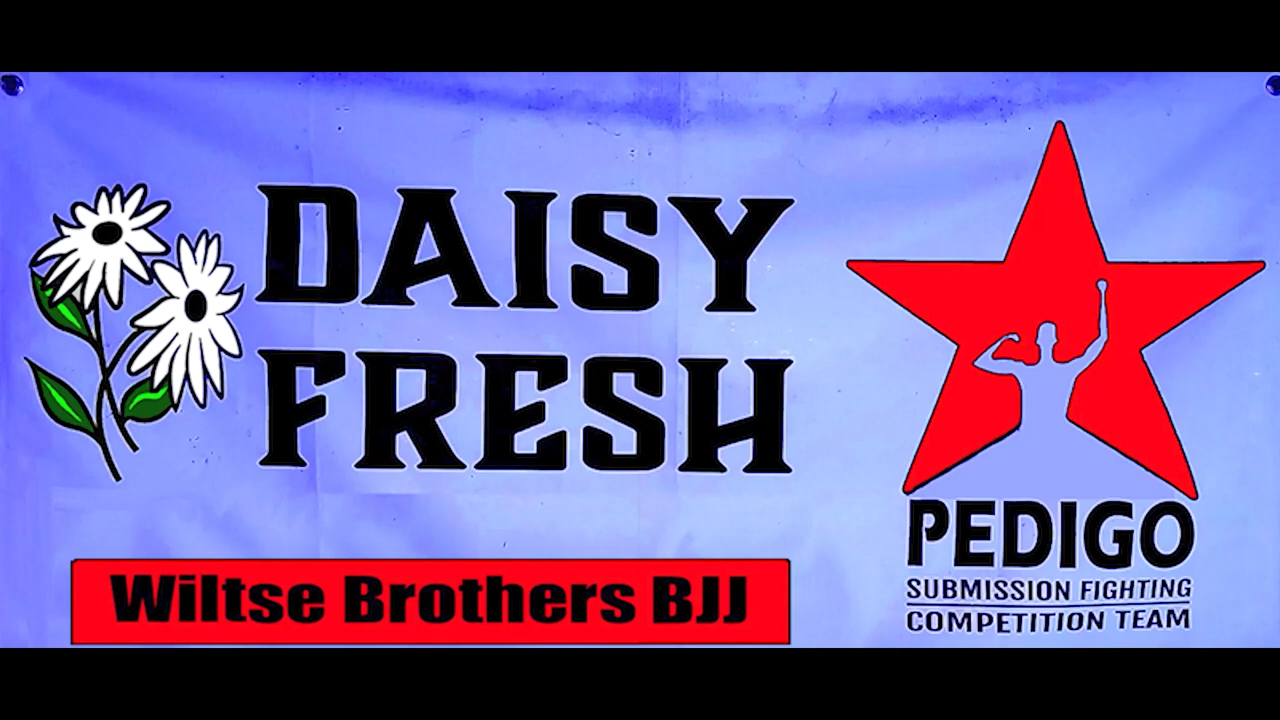 DAISY
FRESH
Wiltse Brothers BJJ
PEDIGO
SUBMISSION FIGHTING
COMPETITION TEAM